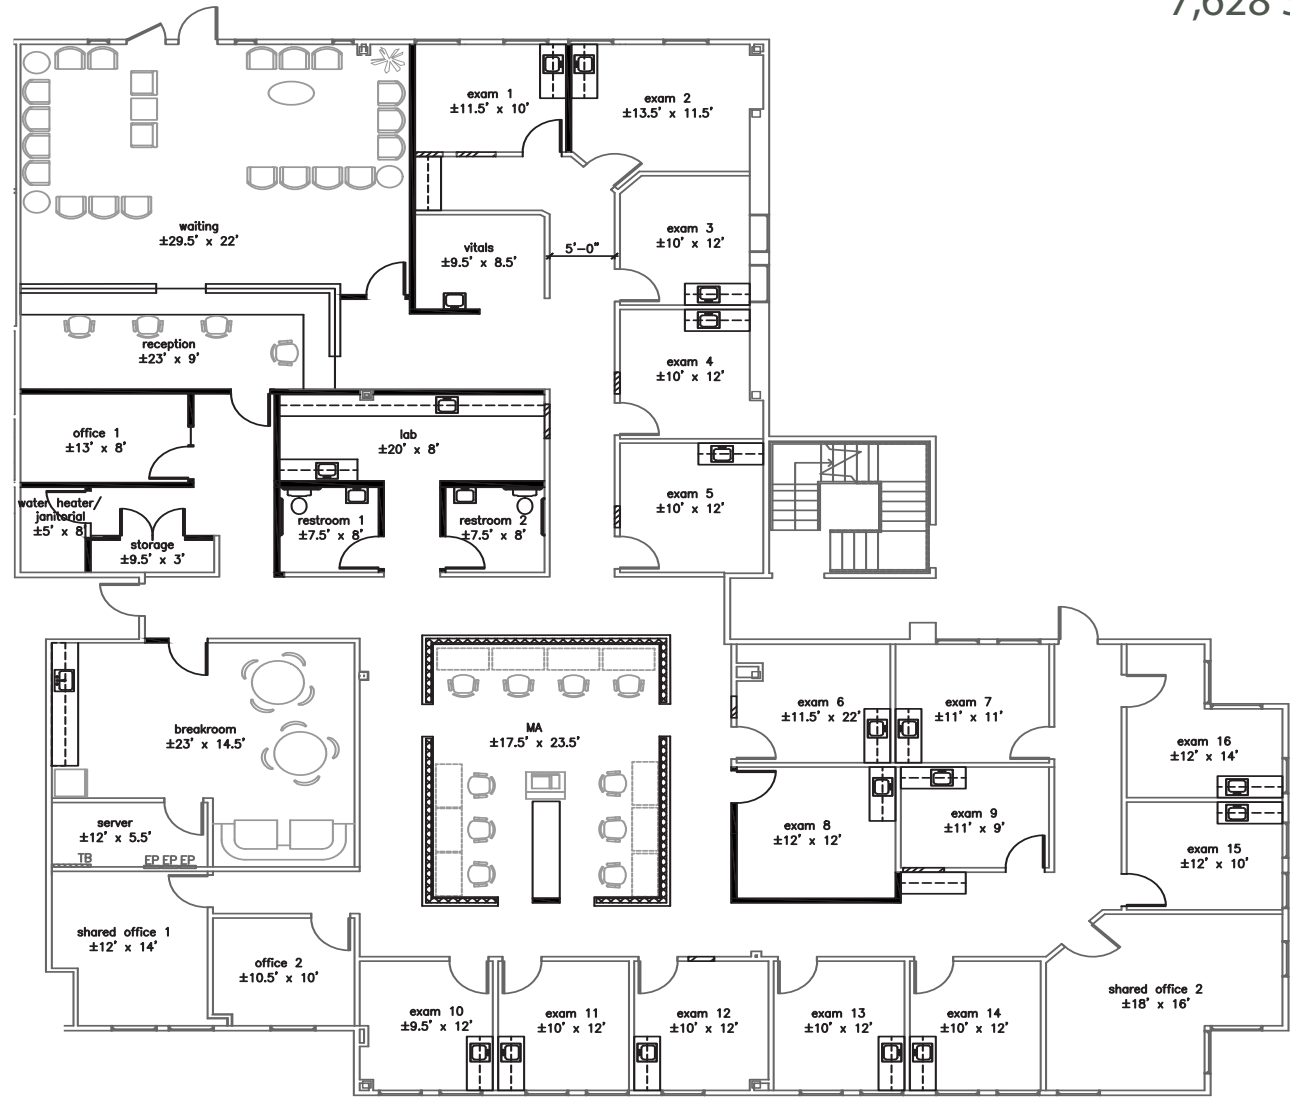 7,628
exam 1
±11.5' x 10'
exam 2
±13.5' x 11.5'
waiting
±29.5' x 22'
vitals
±9.5' x 8.5'
5'-0"
exam 3
±10' x 12'
reception
±23' x 9'
exam 4
±10' x 12'
office 1
±13' x 8'
lab
±20' x 8'
exam 5
±10' x 12'
water heater/
janitorial
±5' x 8'
storage
±9.5' x 3'
restroom 1
±7.5' x 8'
restroom 2
±7.5' x 8'
breakroom
±23' x 14.5'
MA
±17.5' x 23.5'
exam 6
±11.5' x 22'
exam 7
±11' x 11'
exam 16
±12' x 14'
server
±12' x 5.5'
TB
EP EP EP
exam 8
±12' x 12'
exam 9
±11' x 9'
exam 15
±12' x 10'
shared office 1
±12' x 14'
office 2
±10.5' x 10'
shared office 2
±18' x 16'
exam 10
±9.5' x 12'
exam 11
±10' x 12'
exam 12
±10' x 12'
exam 13
±10' x 12'
exam 14
±10' x 12'